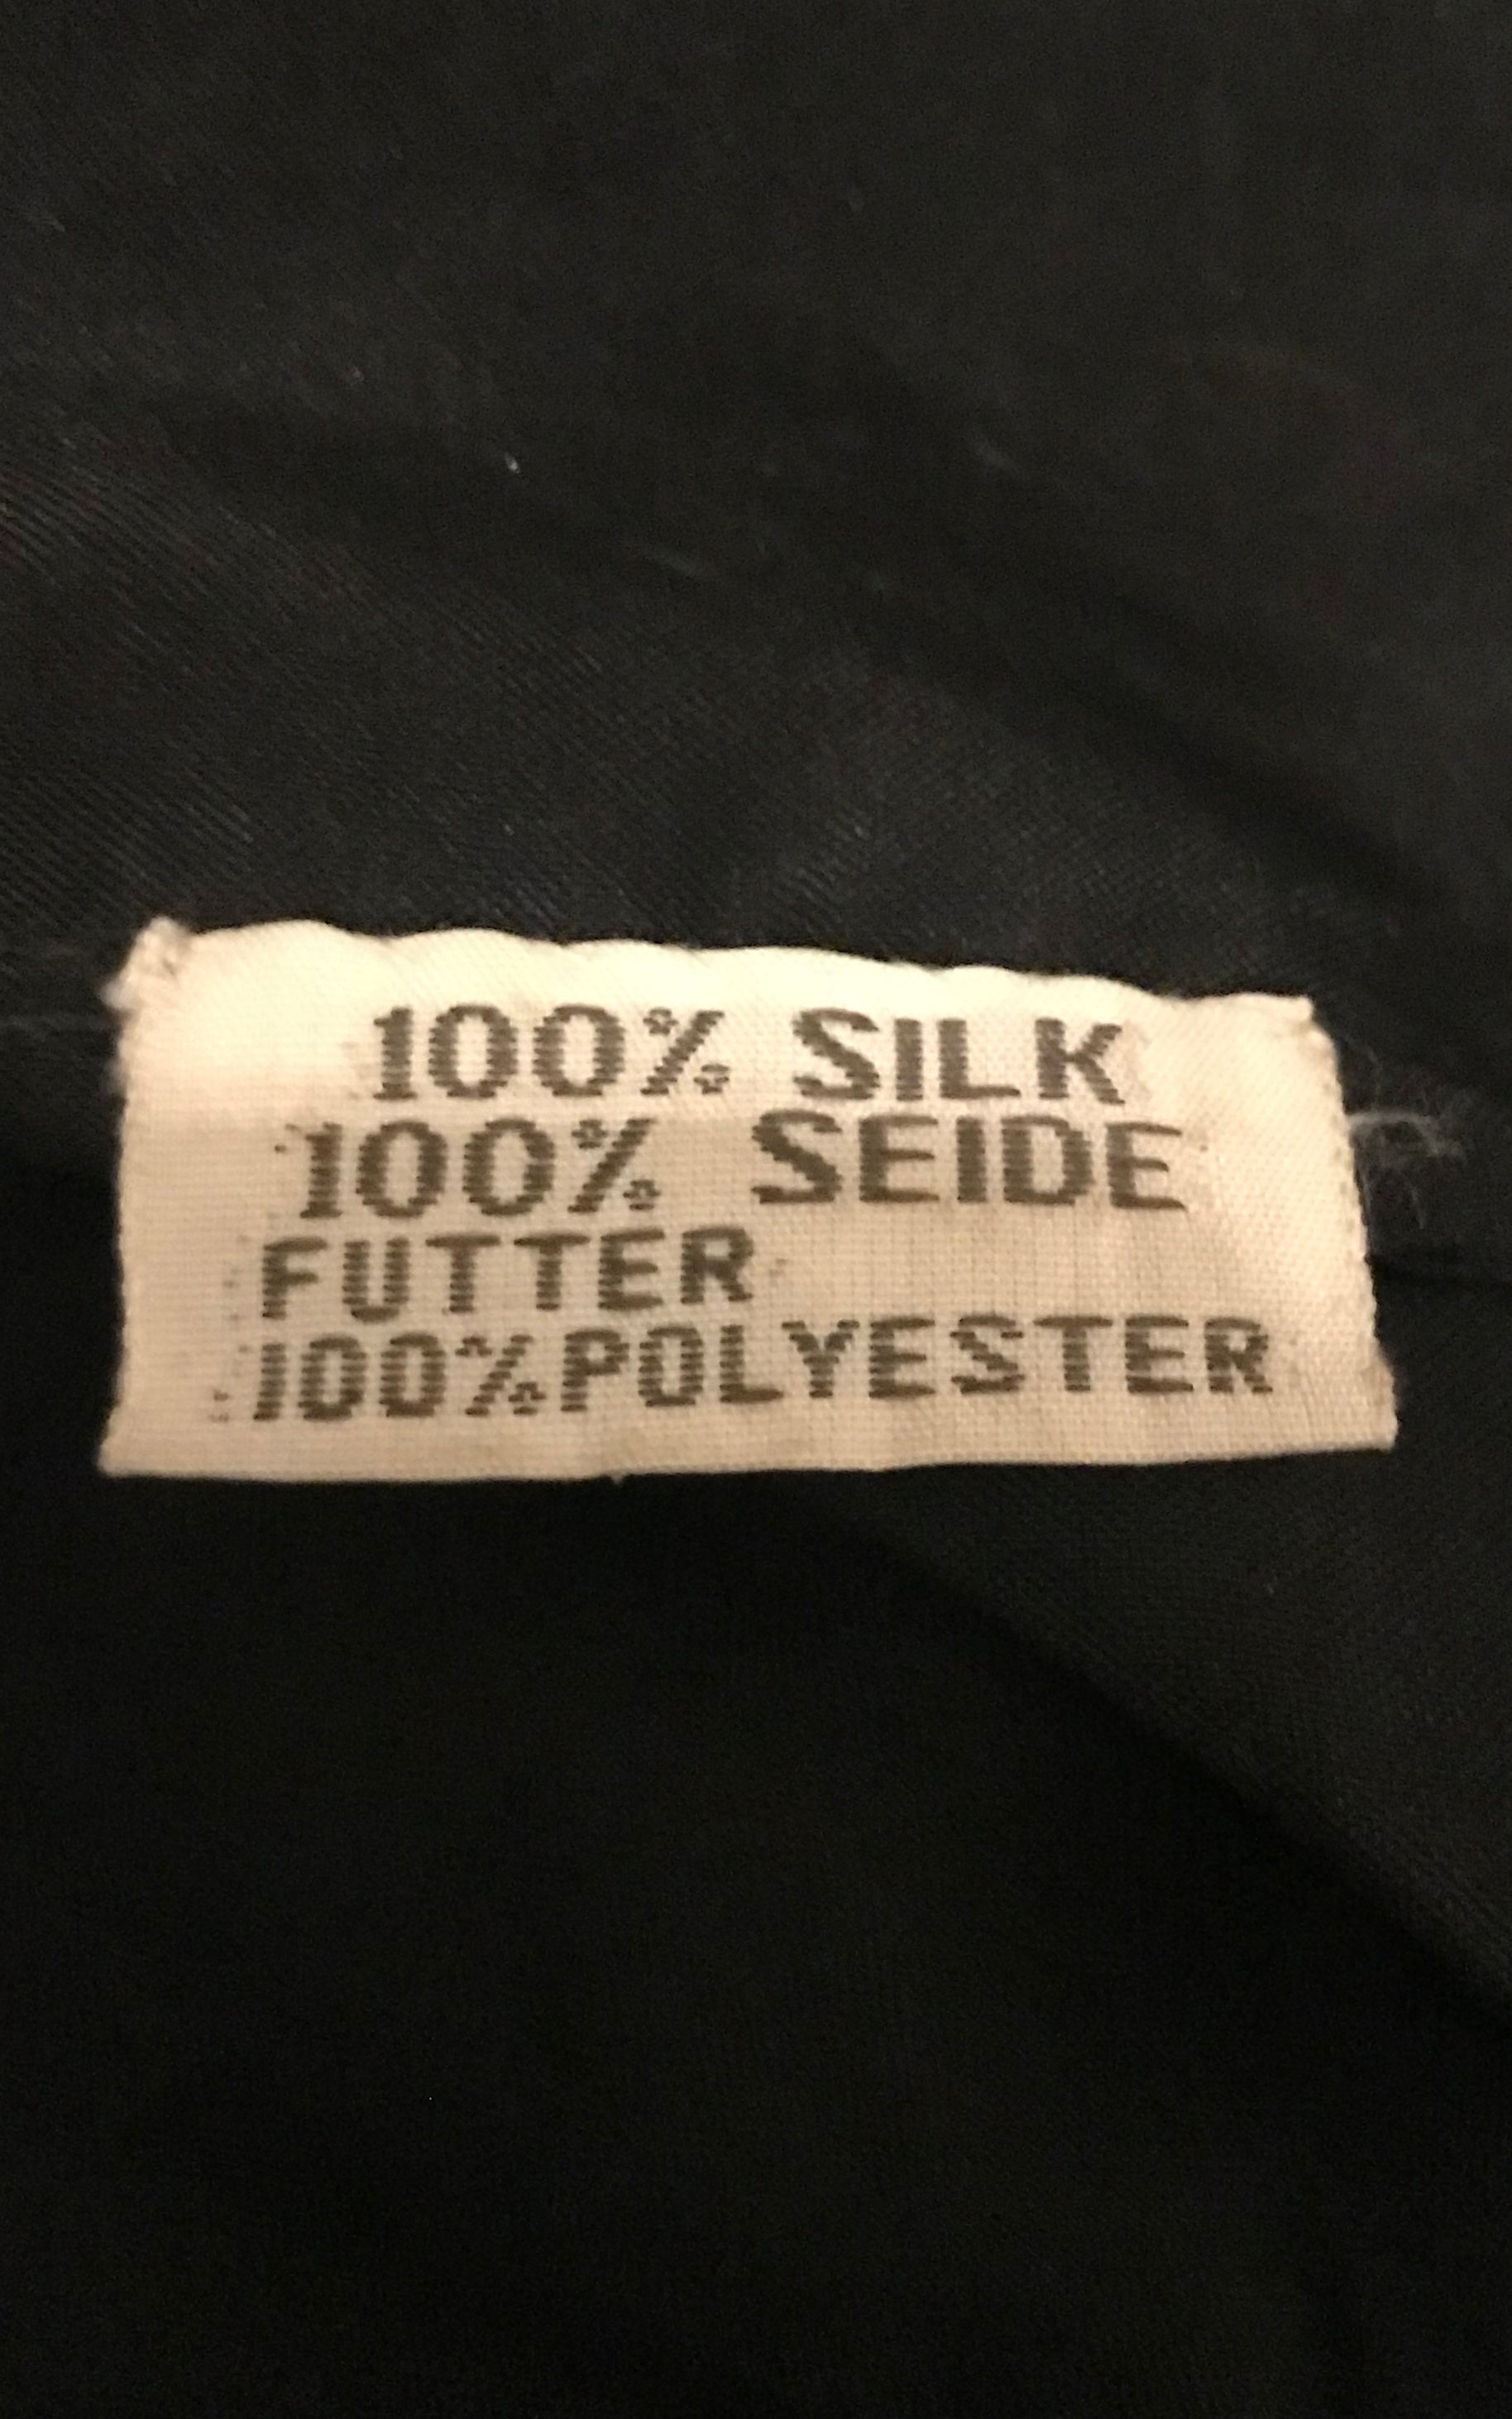 100% SILK
100% SEIDE
FUTTER
100% POLYESTER